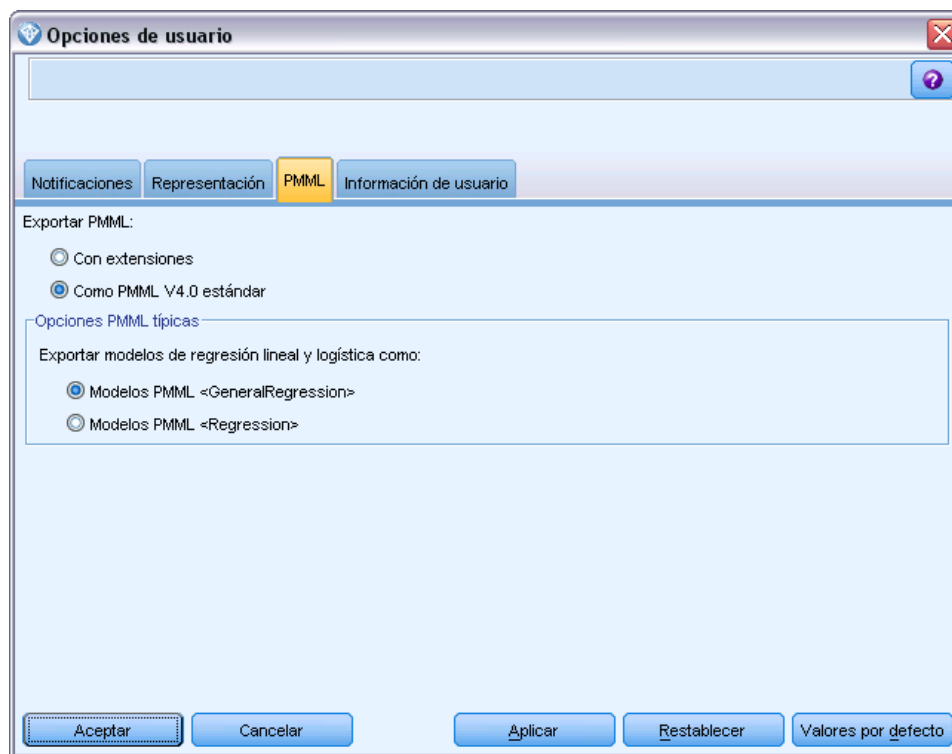 Opciones de usuario
?
Notificaciones
Representación
PMML
Información de usuario
Exportar PMML:
Con extensiones
Como PMML V4.0 estándar
Opciones PMML típicas
Exportar modelos de regresión lineal y logística como:
Modelos PMML <GeneralRegression>
Modelos PMML <Regression>
Aceptar
Cancelar
Aplicar
Restablecer
Valores por defecto